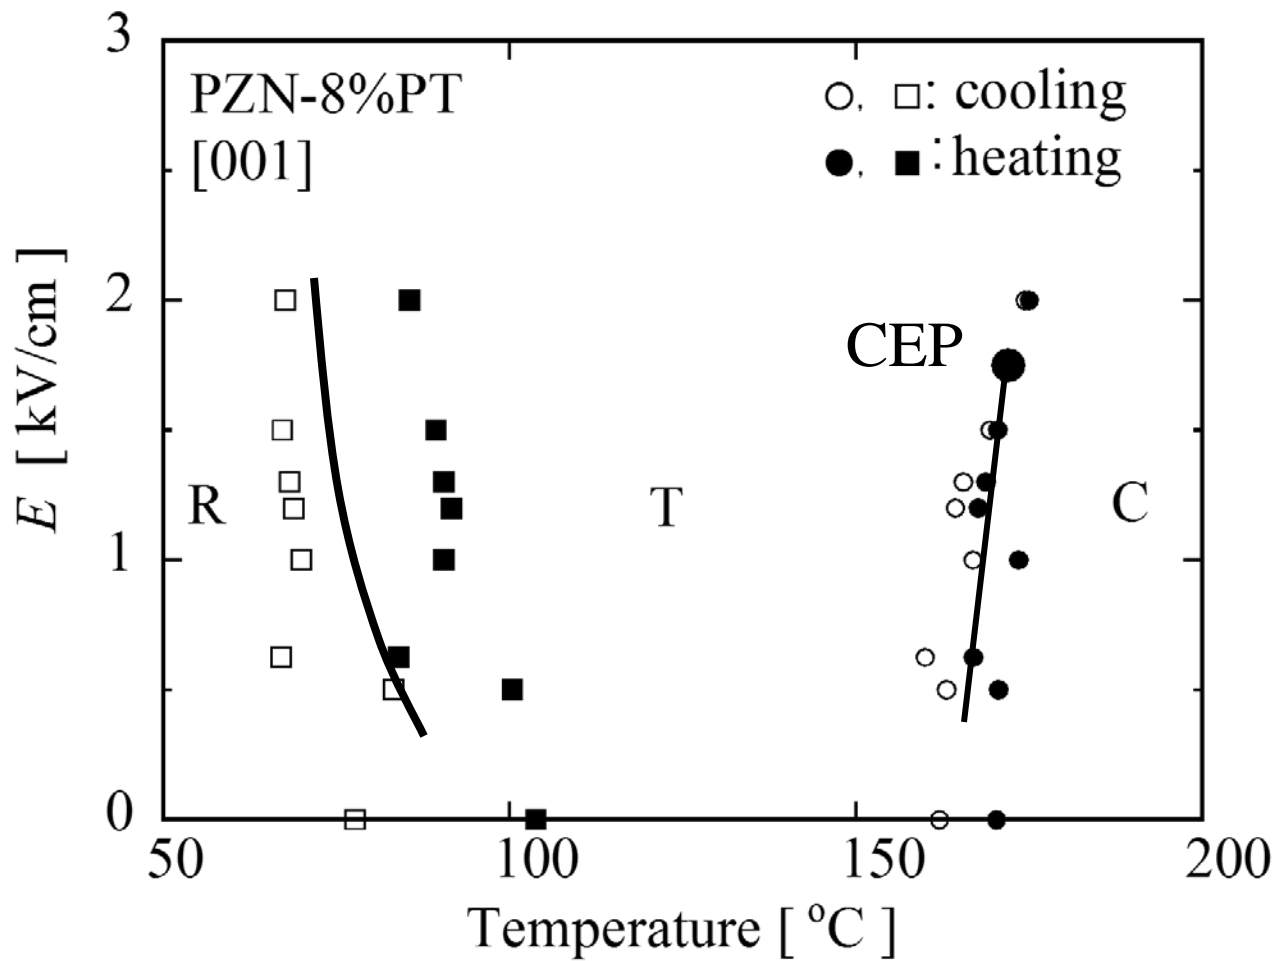 3
PZN-8%PT
[001]
○, □: cooling
●, ■: heating
2
CEP
E [ kV/cm ]
R
T
C
1
0
50 100 150 200
Temperature [ °C ]